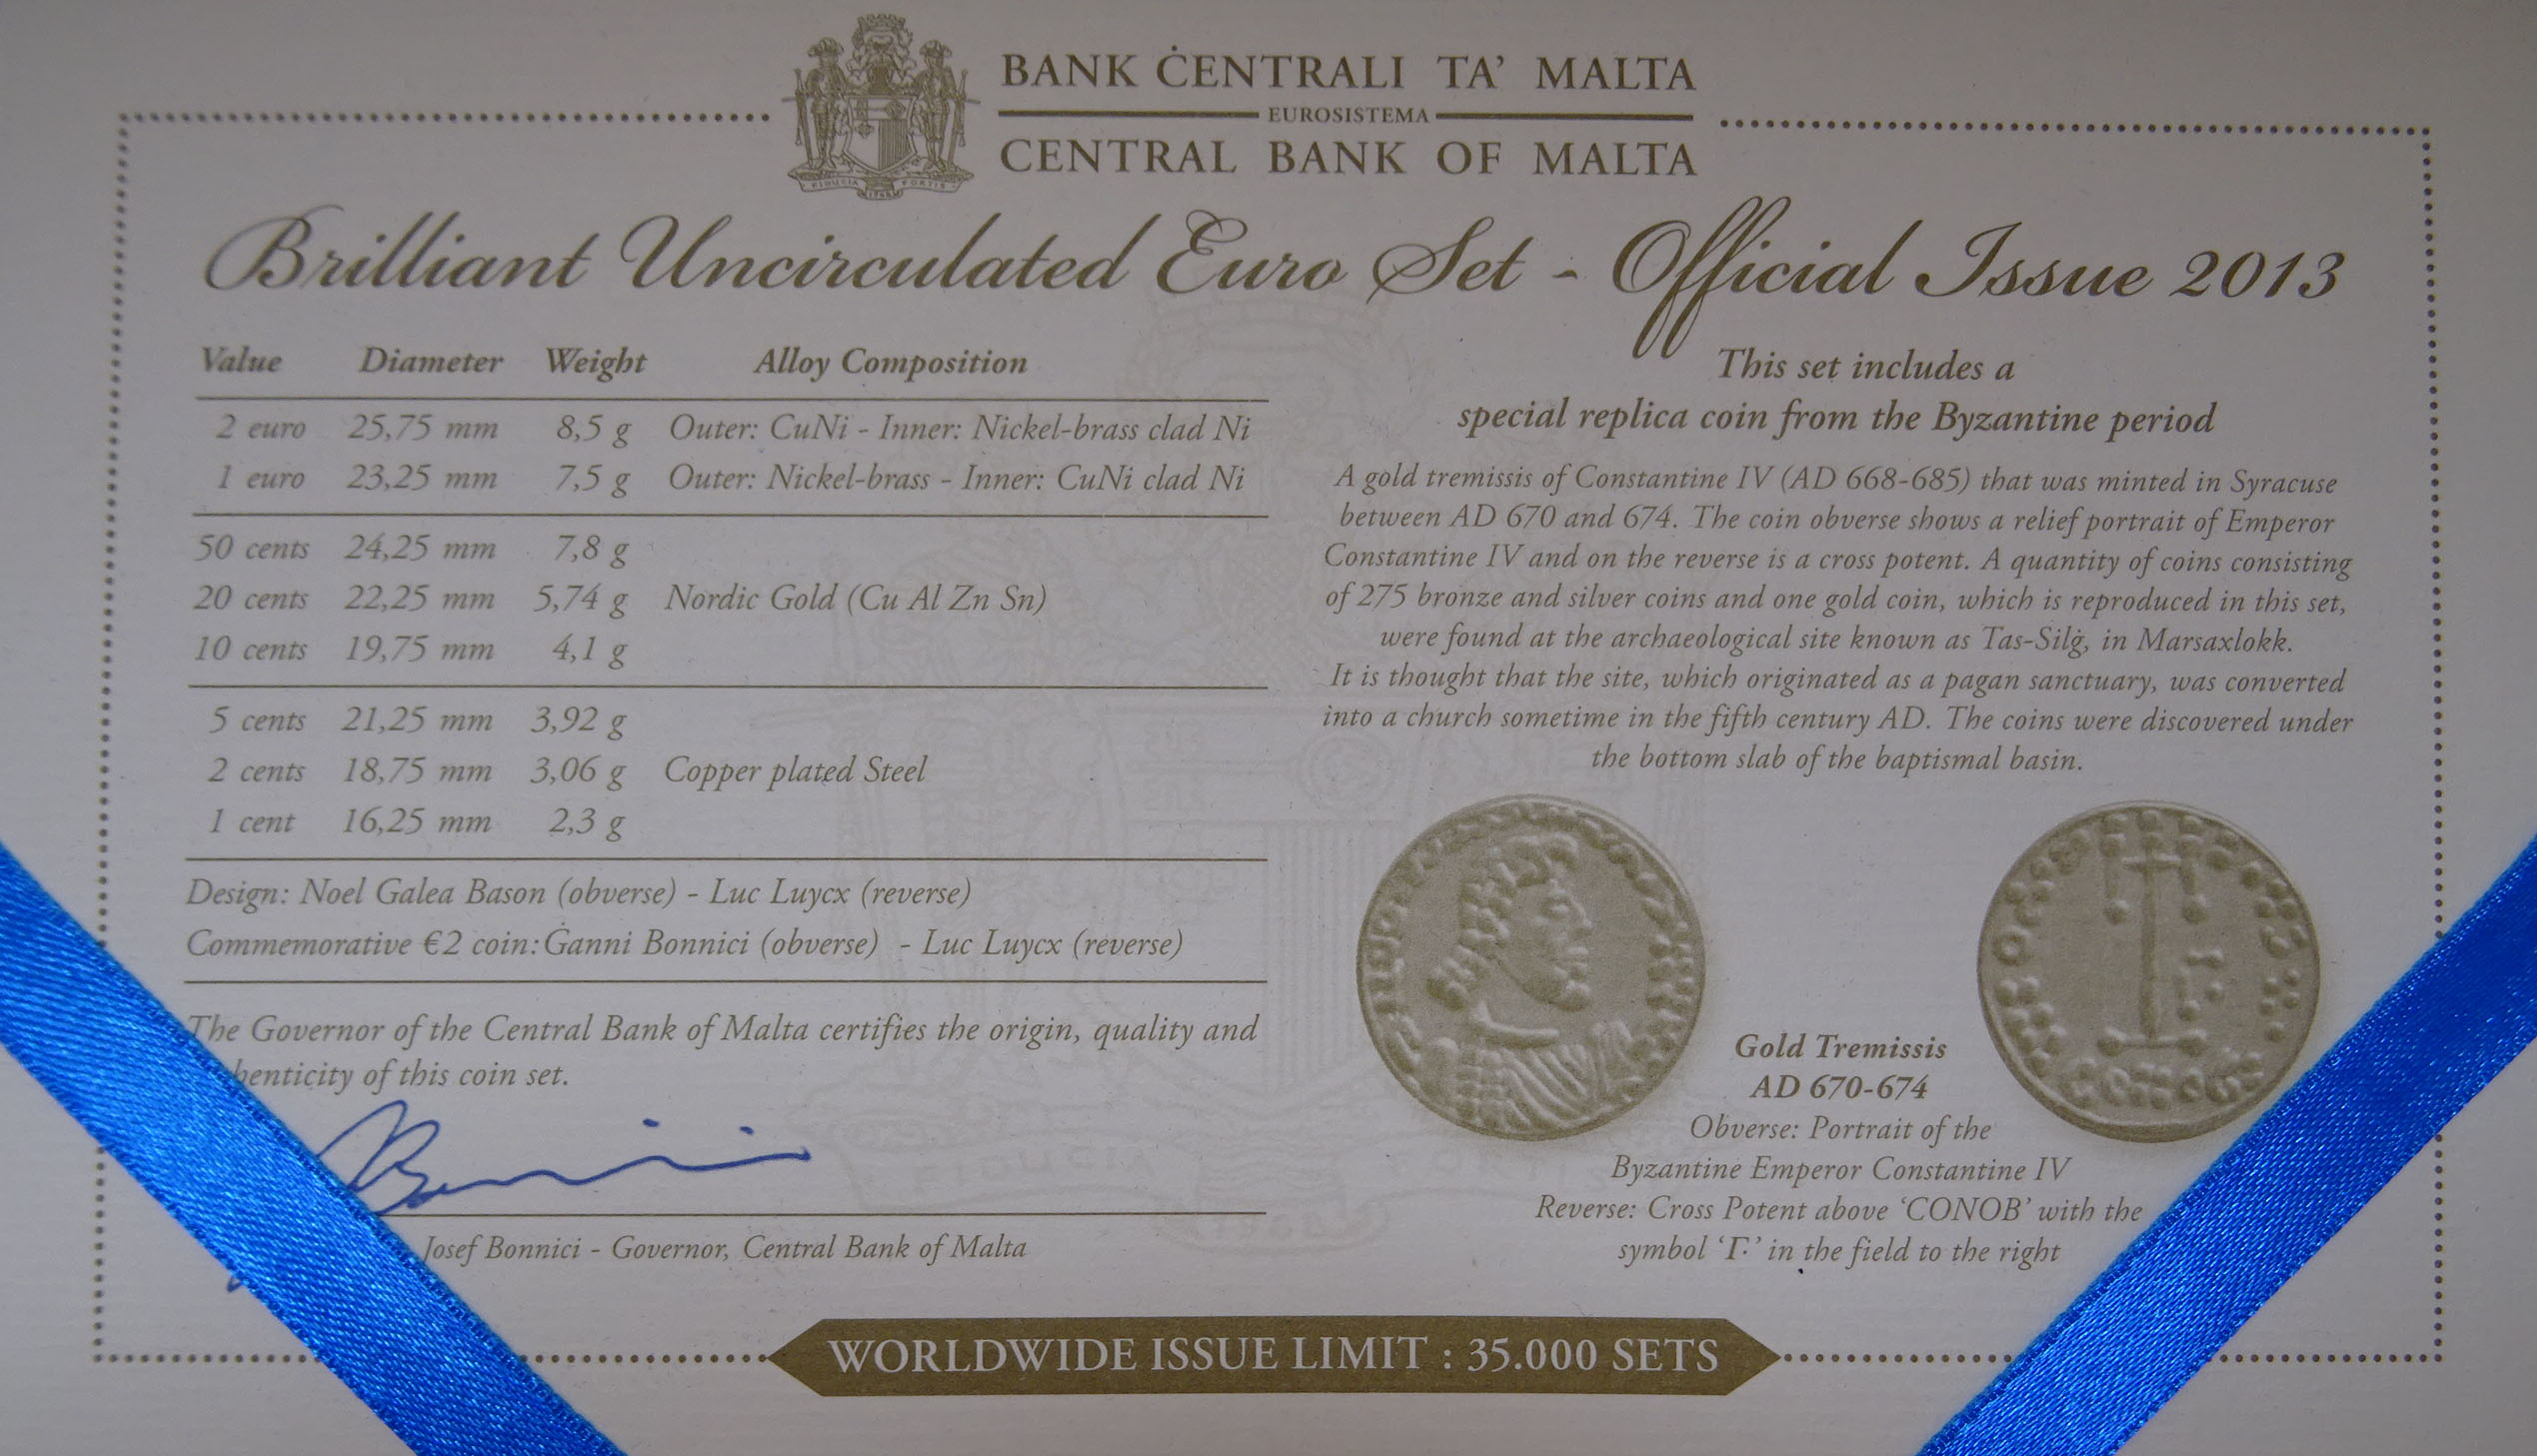 BANK ĊENTRALI TA’ MALTA
EUROSISTEMA
CENTRAL BANK OF MALTA
FIDUCIA FORTIS
Brilliant Uncirculated Euro Set - Official Issue 2013
Value Diameter Weight Alloy Composition
2 euro 25,75 mm 8,5 g Outer: CuNi - Inner: Nickel-brass clad Ni
1 euro 23,25 mm 7,5 g Outer: Nickel-brass - Inner: CuNi clad Ni
50 cents 24,25 mm 7,8 g
20 cents 22,25 mm 5,74 g Nordic Gold (Cu Al Zn Sn)
10 cents 19,75 mm 4,1 g
5 cents 21,25 mm 3,92 g
2 cents 18,75 mm 3,06 g Copper plated Steel
1 cent 16,25 mm 2,3 g
Design: Noel Galea Bason (obverse) - Luc Luycx (reverse)
Commemorative €2 coin: Ġanni Bonnici (obverse) - Luc Luycx (reverse)
The Governor of the Central Bank of Malta certifies the origin, quality and
henticity of this coin set.
Josef Bonnici - Governor, Central Bank of Malta
This set includes a
special replica coin from the Byzantine period
A gold tremissis of Constantine IV (AD 668-685) that was minted in Syracuse
between AD 670 and 674. The coin obverse shows a relief portrait of Emperor
Constantine IV and on the reverse is a cross potent. A quantity of coins consisting
of 275 bronze and silver coins and one gold coin, which is reproduced in this set,
were found at the archaeological site known as Tas-Silġ, in Marsaxlokk.
It is thought that the site, which originated as a pagan sanctuary, was converted
into a church sometime in the fifth century AD. The coins were discovered under
the bottom slab of the baptismal basin.
Gold Tremissis
AD 670-674
Obverse: Portrait of the
Byzantine Emperor Constantine IV
Reverse: Cross Potent above ‘CONOB’ with the
symbol ‘Γ:’ in the field to the right
WORLDWIDE ISSUE LIMIT : 35.000 SETS